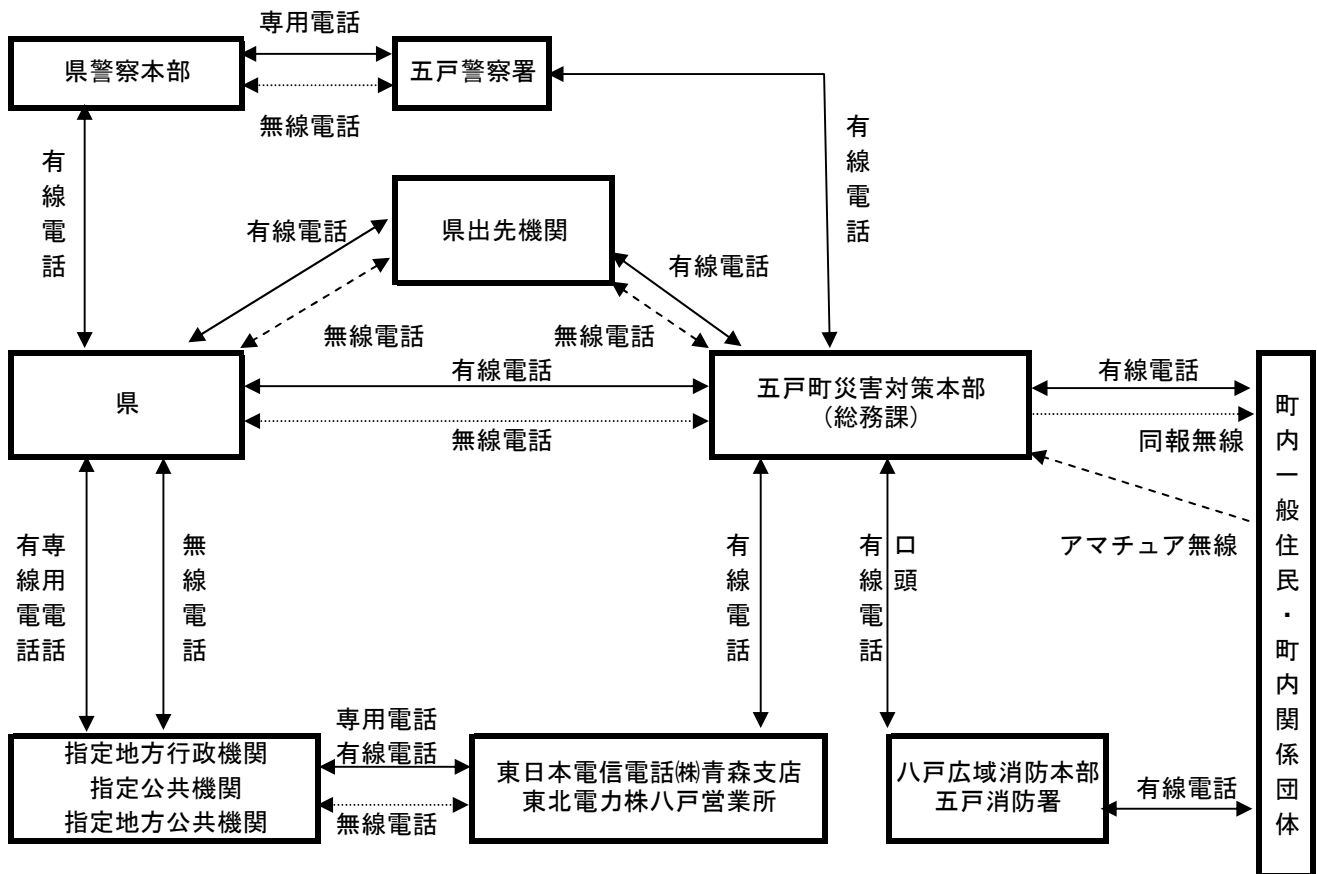 専用電話
県警察本部
五戸警察署
無線電話
有線電話
有線電話
有線電話
県出先機関
有線電話
無線電話
無線電話
県
有線電話
無線電話
五戸町災害対策本部
(総務課)
有線電話
同報無線
アマチュア無線
町内一般住民・町内関係団体
専用電話
有線電話
無線電話
有線電話
口頭
有線電話
指定地方行政機関
指定公共機関
指定地方公共機関
専用電話
有線電話
無線電話
東日本電信電話㈱青森支店
東北電力株八戸営業所
八戸広域消防本部
五戸消防署
有線電話